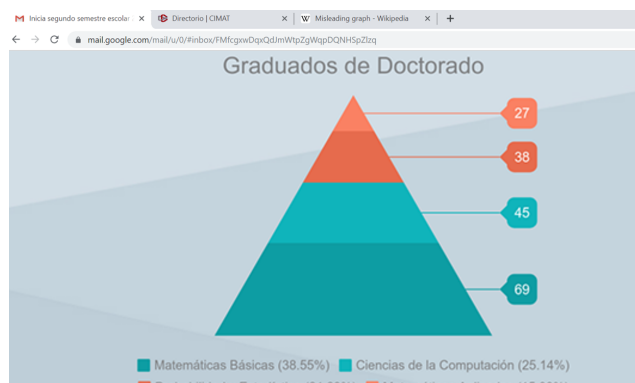 Inicia segundo semestre escolar
Directorio | CIMAT
Misleading graph - Wikipedia
mail.google.com/mail/u/0/#inbox/FMfcgxwDqxQdJmWtpZgWqpDQNHSpZlzq
Graduados de Doctorado
27
38
45
69
Matemáticas Básicas (38.55%) Ciencias de la Computación (25.14%)